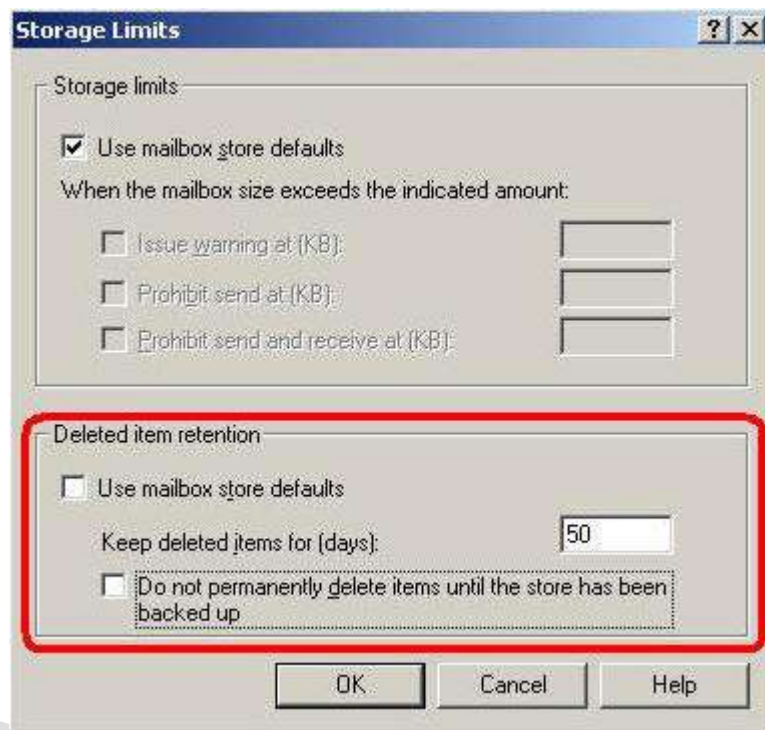 Storage Limits
Storage limits
Use mailbox store defaults
When the mailbox size exceeds the indicated amount:
Issue warning at (KB):
Prohibit send at (KB):
Prohibit send and receive at (KB):
Deleted item retention
Use mailbox store defaults
Keep deleted items for (days): 50
Do not permanently delete items until the store has been
backed up
OK Cancel Help